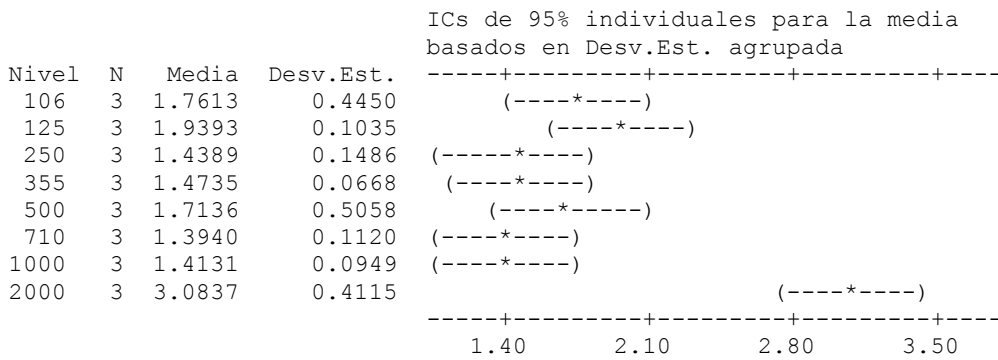 ICs de 95% individuales para la media
                              basados en Desv.Est. agrupada
Nivel  N   Media  Desv.Est.  -----+---------+---------+---------+----
 106   3  1.7613     0.4450       (----*----)
 125   3  1.9393     0.1035          (----*----)
 250   3  1.4389     0.1486  (-----*----)
 355   3  1.4735     0.0668   (----*----)
 500   3  1.7136     0.5058      (----*-----)
 710   3  1.3940     0.1120  (----*----)
1000   3  1.4131     0.0949  (----*----)
2000   3  3.0837     0.4115                          (----*----)
                             -----+---------+---------+---------+----
                                1.40      2.10      2.80      3.50